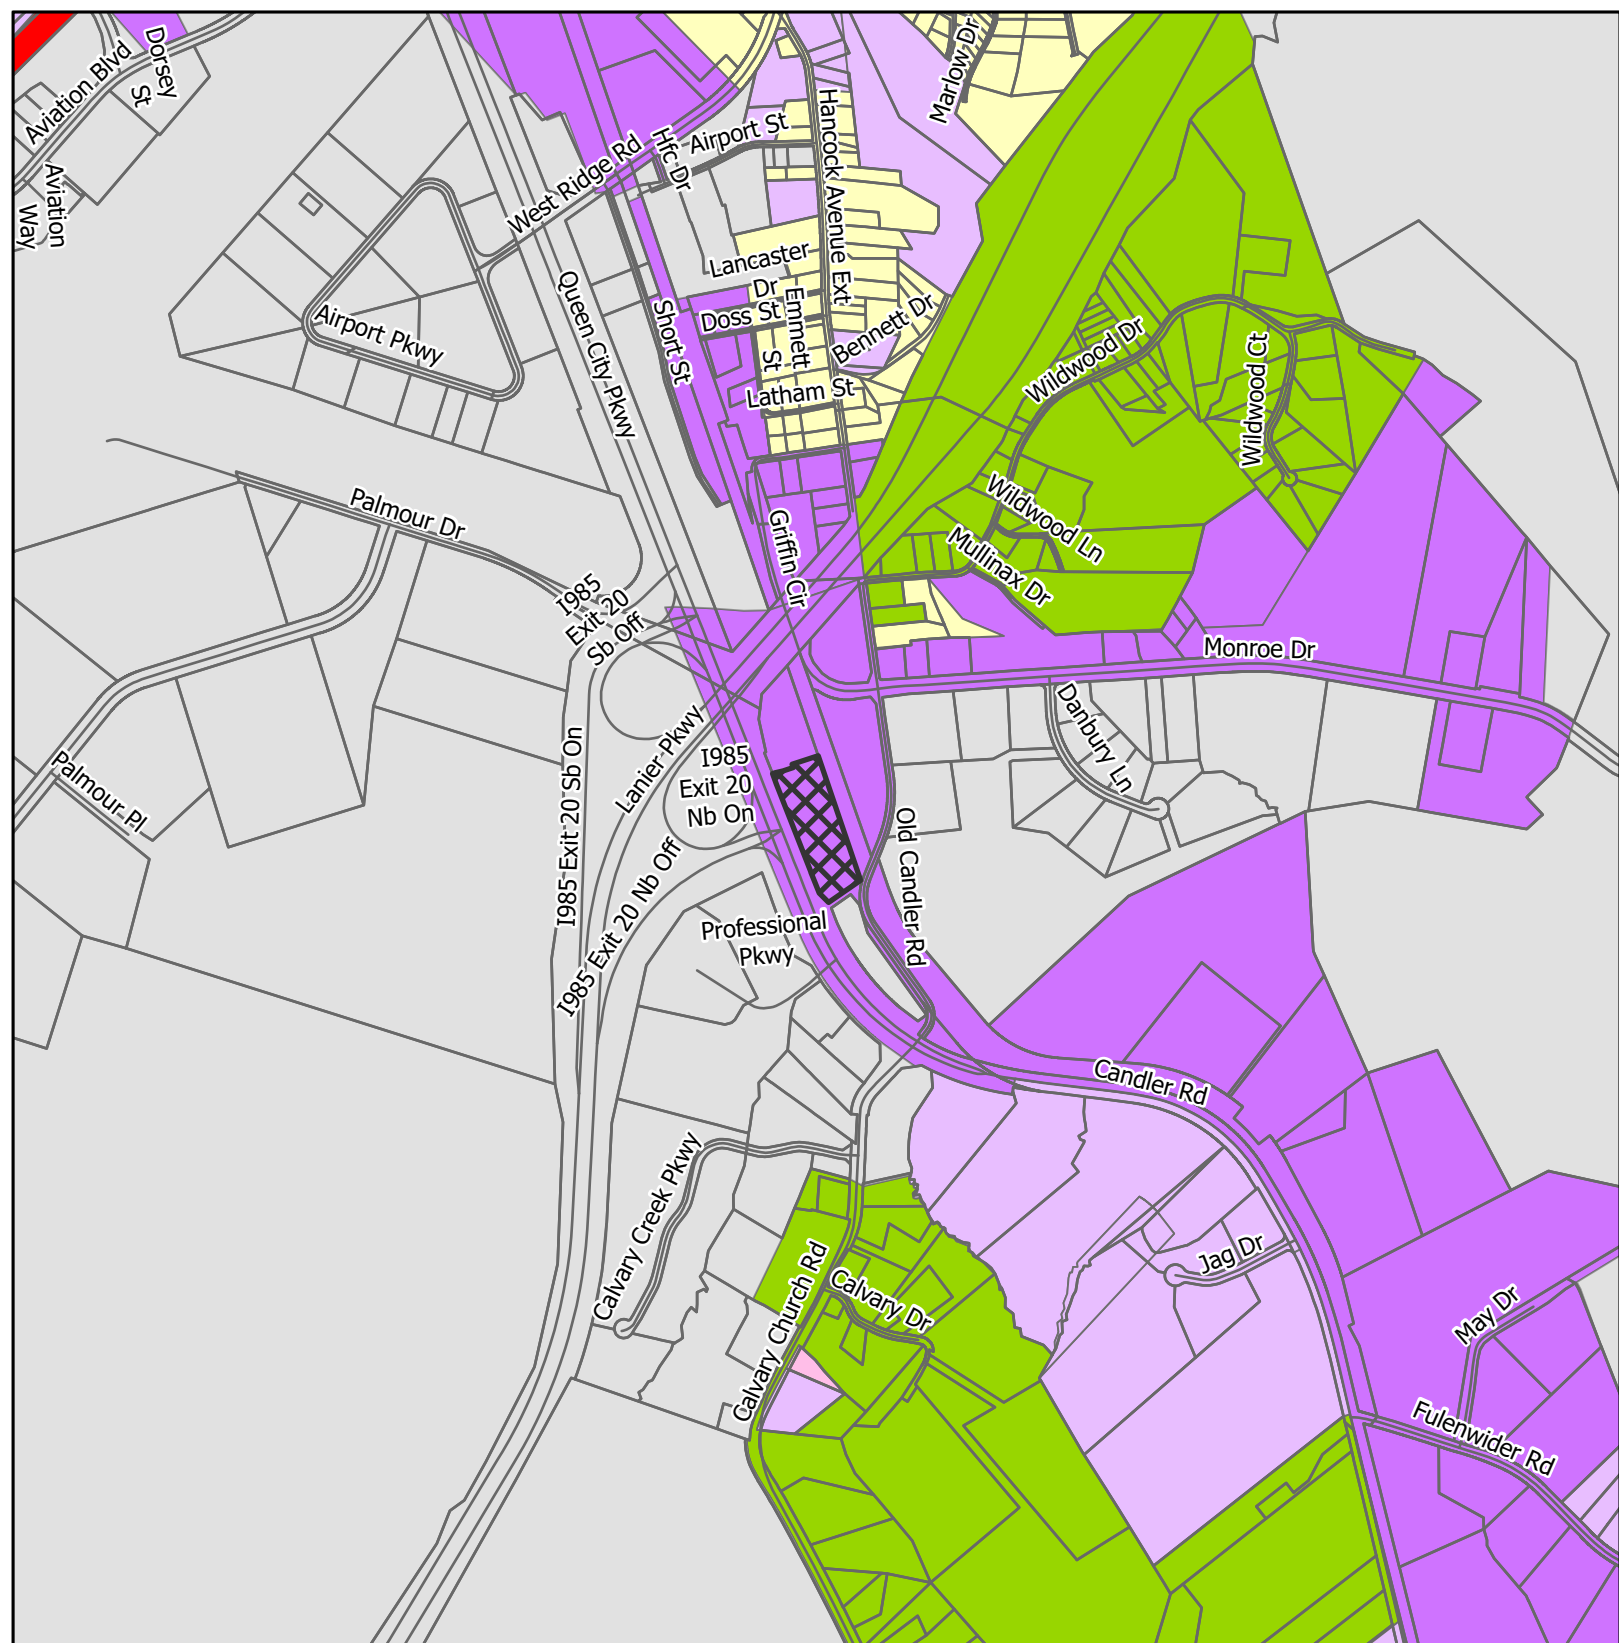 Aviation Blvd
Dorsey
St
Aviation
Way
Marlow Dr
Hancock Avenue Ext
Airport St
Hfc Dr
West Ridge Rd
Lancaster
Dr
Doss St
Emmett
St
Bennett Dr
Latham St
Airport Pkwy
Queen City Pkwy
Short St
Wildwood Dr
Wildwood Ct
Palmour Dr
Griffin Cir
Wildwood Ln
Mullinax Dr
I985
Exit 20
Sb Off
Monroe Dr
Danbury Ln
Palmour Pl
I985 Exit 20 Sb On
Lanier Pkwy
I985
Exit 20
Nb On
I985 Exit 20 Nb Off
Old Candler Rd
Professional
Pkwy
Candler Rd
Calvary Creek Pkwy
Calvary Church Rd
Calvary Dr
Jag Dr
May Dr
Fulenwider Rd